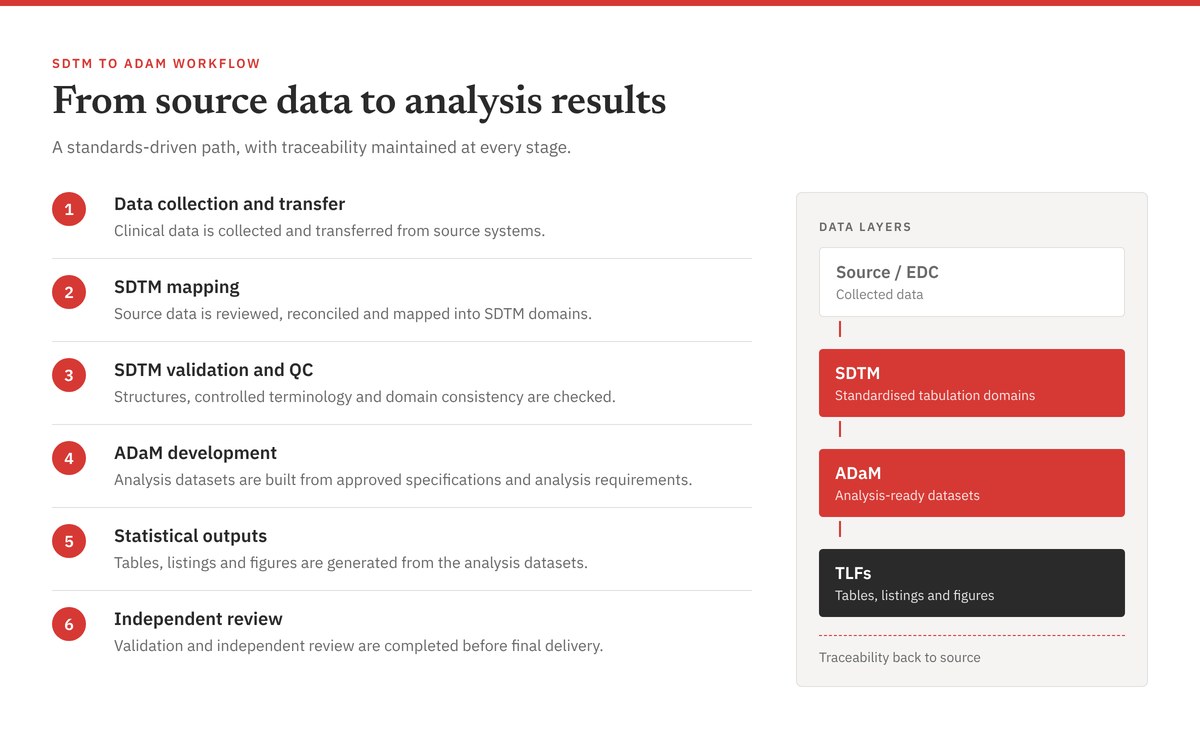 SDTM TO ADAM WORKFLOW
From source data to analysis results
A standards-driven path, with traceability maintained at every stage.
1
Data collection and transfer
Clinical data is collected and transferred from source systems.
2
SDTM mapping
Source data is reviewed, reconciled and mapped into SDTM domains.
3
SDTM validation and QC
Structures, controlled terminology and domain consistency are checked.
4
ADaM development
Analysis datasets are built from approved specifications and analysis requirements.
5
Statistical outputs
Tables, listings and figures are generated from the analysis datasets.
6
Independent review
Validation and independent review are completed before final delivery.
DATA LAYERS
Source / EDC
Collected data
SDTM
Standardised tabulation domains
ADaM
Analysis-ready datasets
TLFs
Tables, listings and figures
Traceability back to source